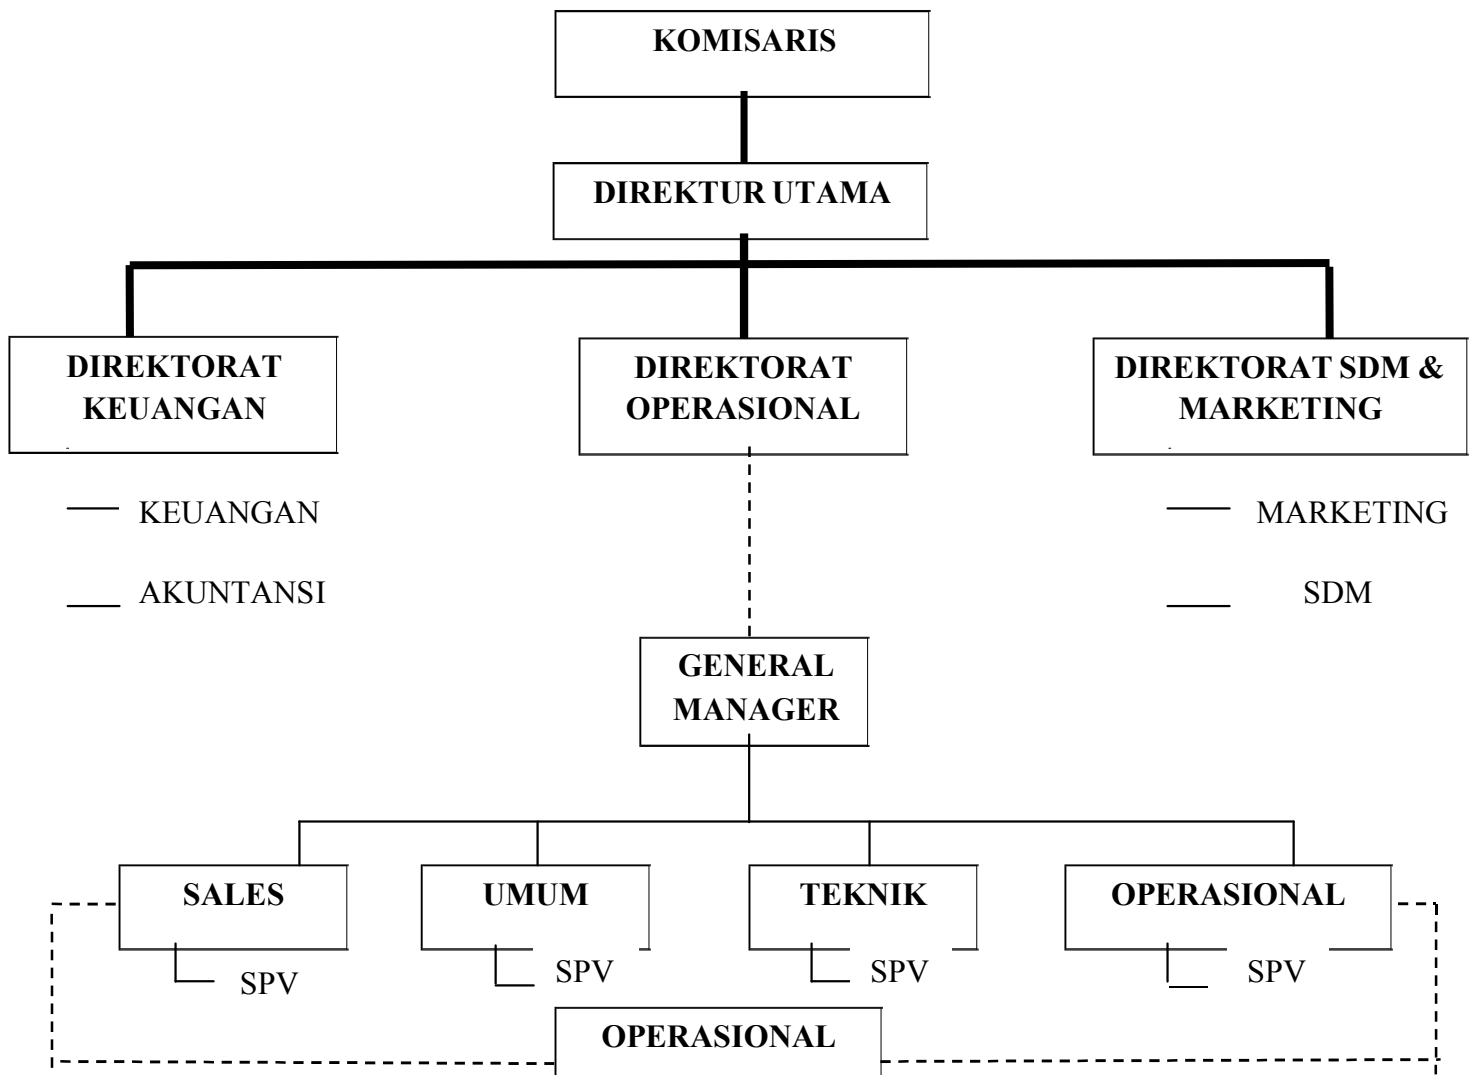 KOMISARIS
DIREKTUR UTAMA
DIREKTORAT
KEUANGAN
DIREKTORAT
OPERASIONAL
DIREKTORAT SDM &
MARKETING
KEUANGAN
MARKETING
AKUNTANSI
SDM
GENERAL
MANAGER
SALES
UMUM
TEKNIK
OPERASIONAL
SPV
SPV
SPV
SPV
OPERASIONAL